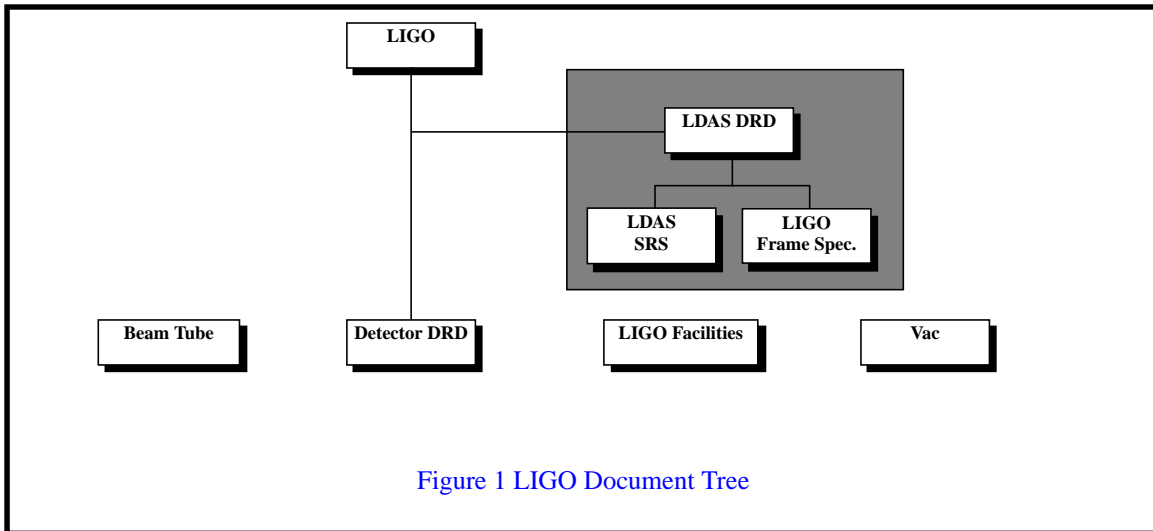 LIGO
LDAS DRD
LDAS
SRS
LIGO
Frame Spec.
Beam Tube
Detector DRD
LIGO Facilities
Vac
Figure 1 LIGO Document Tree